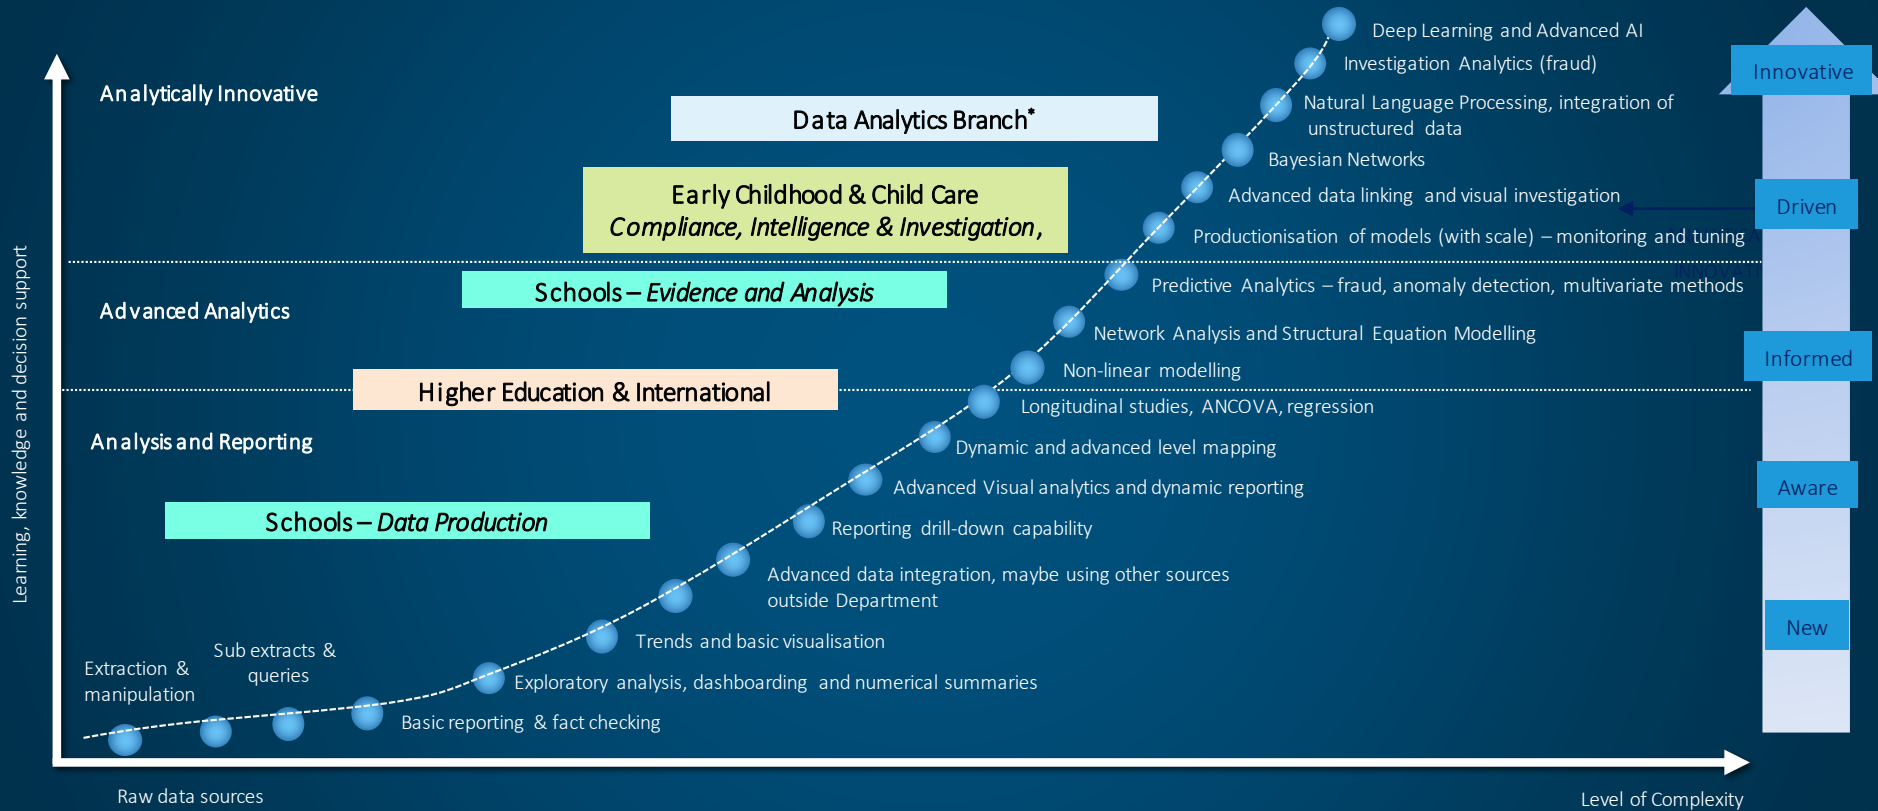 Deep Learning and Advanced AI
Investigation Analytics (fraud)
Innovative
Analytically Innovative
Natural Language Processing, integration of
unstructured data
Data Analytics Branch*
Bayesian Networks
Early Childhood & Child Care
Compliance, Intelligence & Investigation,
Advanced data linking and visual investigation
Driven
Productionisation of models (with scale) – monitoring and tuning
Schools – Evidence and Analysis
Predictive Analytics – fraud, anomaly detection, multivariate methods
Advanced Analytics
Network Analysis and Structural Equation Modelling
Informed
Non-linear modelling
Higher Education & International
Longitudinal studies, ANCOVA, regression
Analysis and Reporting
Dynamic and advanced level mapping
Learning, knowledge and decision support
Advanced Visual analytics and dynamic reporting
Aware
Schools – Data Production
Reporting drill-down capability
Advanced data integration, maybe using other sources
outside Department
New
Trends and basic visualisation
Sub extracts &
queries
Extraction &
manipulation
Exploratory analysis, dashboarding and numerical summaries
Basic reporting & fact checking
Raw data sources
Level of Complexity